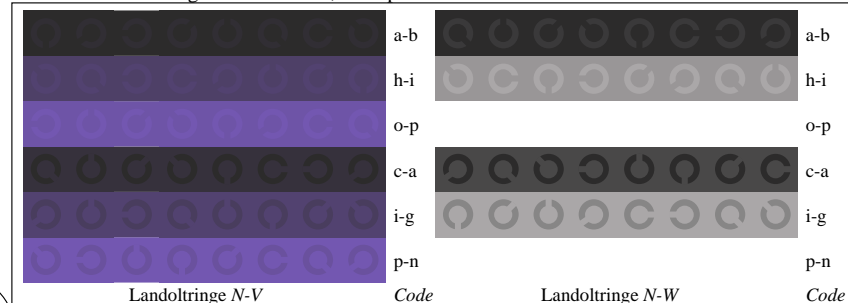 a-b a-b
h-i h-i
o-p o-p
c-a c-a
i-g i-g
p-n p-n
Landoltringe N-V Code Landoltringe N-W Code